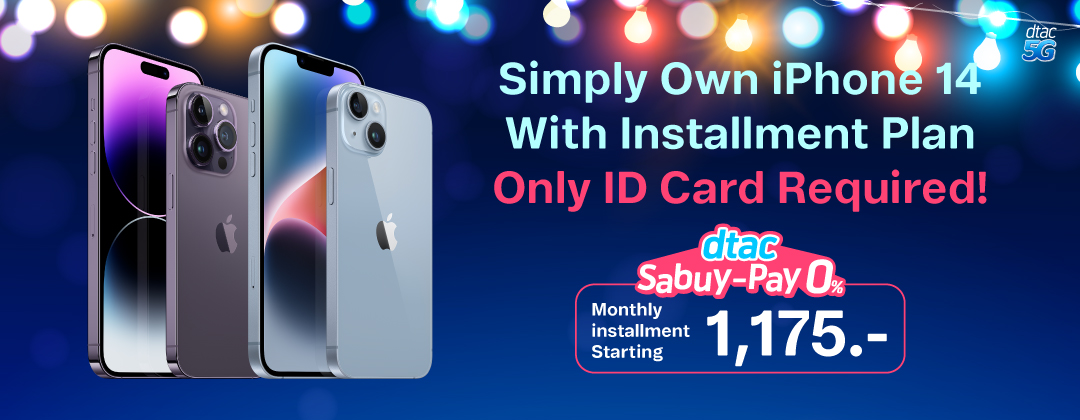 dtac
5G
Simply Own iPhone 14
With Installment Plan
Only ID Card Required!
dtac
Sabuy-Pay 0%
Monthly
installment
Starting
1,175.-